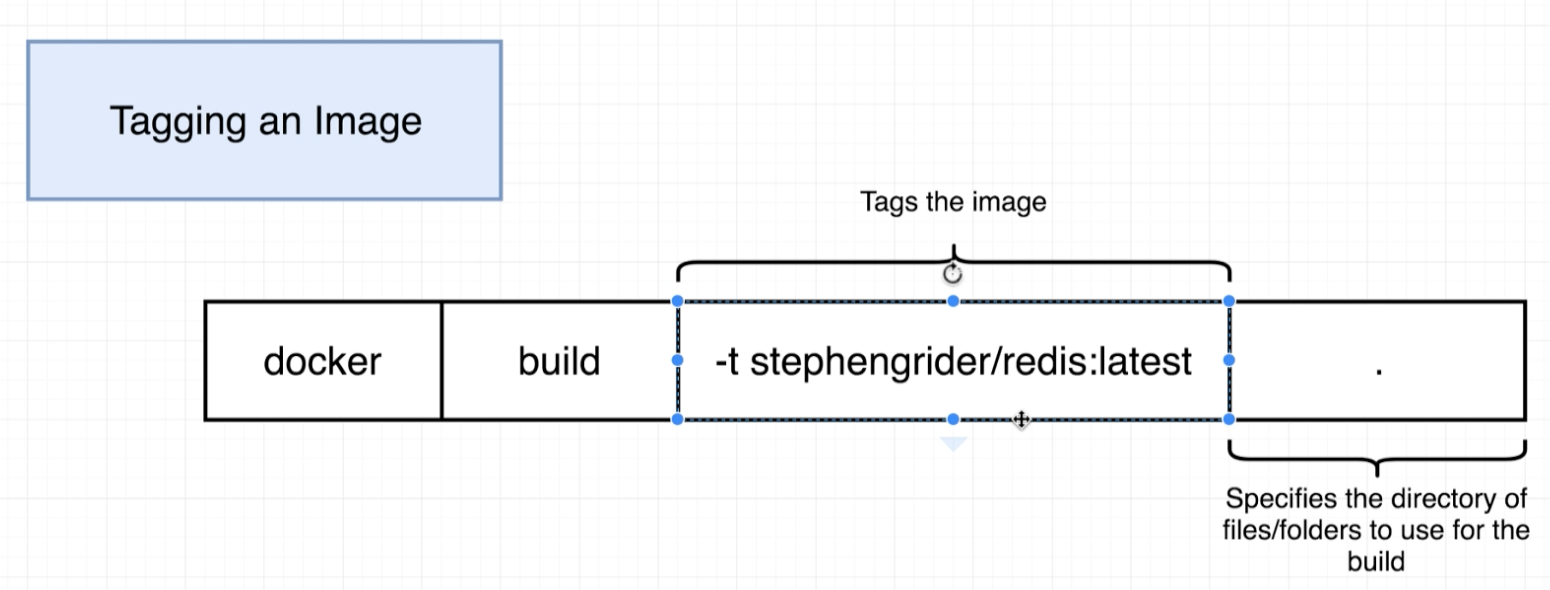 Tagging an Image
Tags the image
docker build -t stephengrider/redis:latest .
Specifies the directory of
files/folders to use for the
build